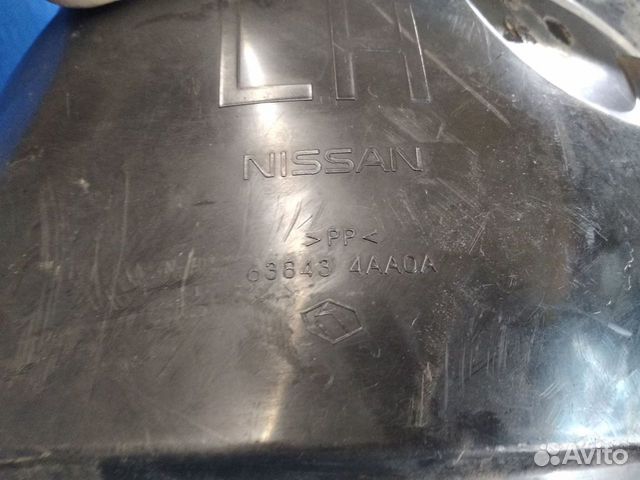 LH
NISSAN
>PP<
63843 4AA0A
Avito